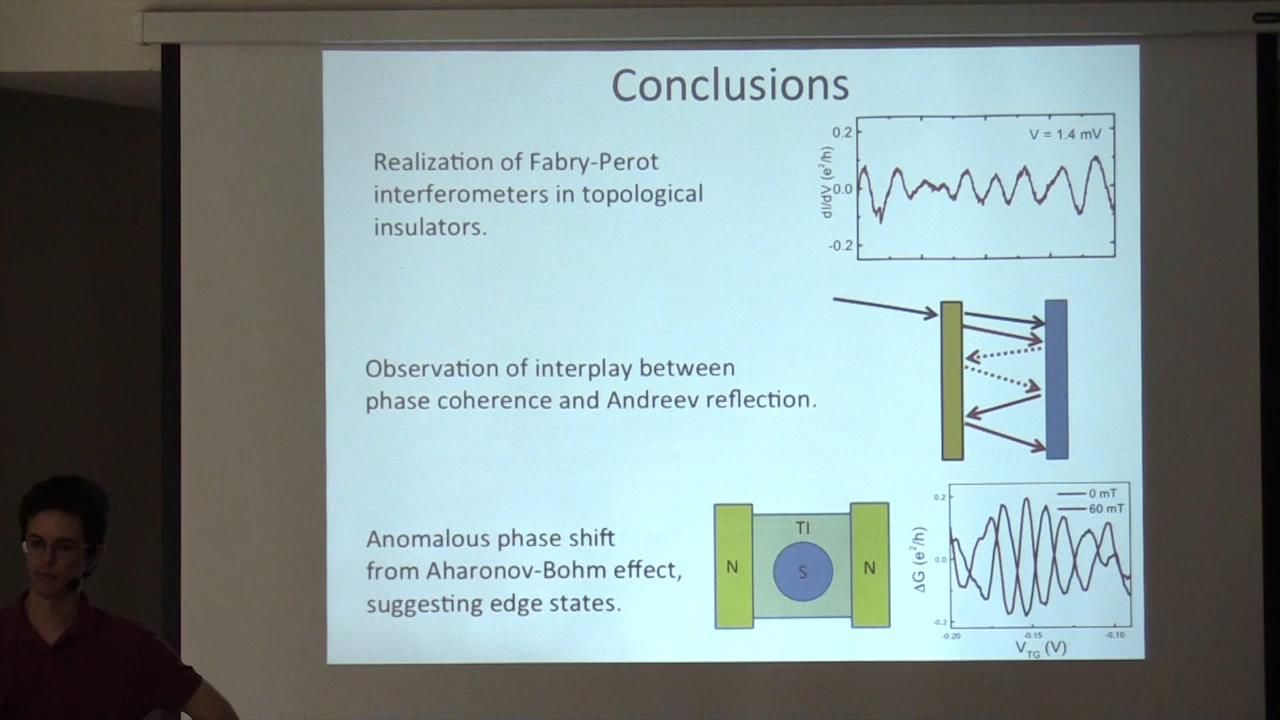 Conclusions
Realization of Fabry-Perot
interferometers in topological
insulators.
0.2
0.0
-0.2
dI/dV (e²/h)
V = 1.4 mV
Observation of interplay between
phase coherence and Andreev reflection.
Anomalous phase shift
from Aharonov-Bohm effect,
suggesting edge states.
N
TI
S
N
0.2
0.0
-0.2
ΔG (e²/h)
0 mT
60 mT
-0.20 -0.15 -0.10
V_TG (V)